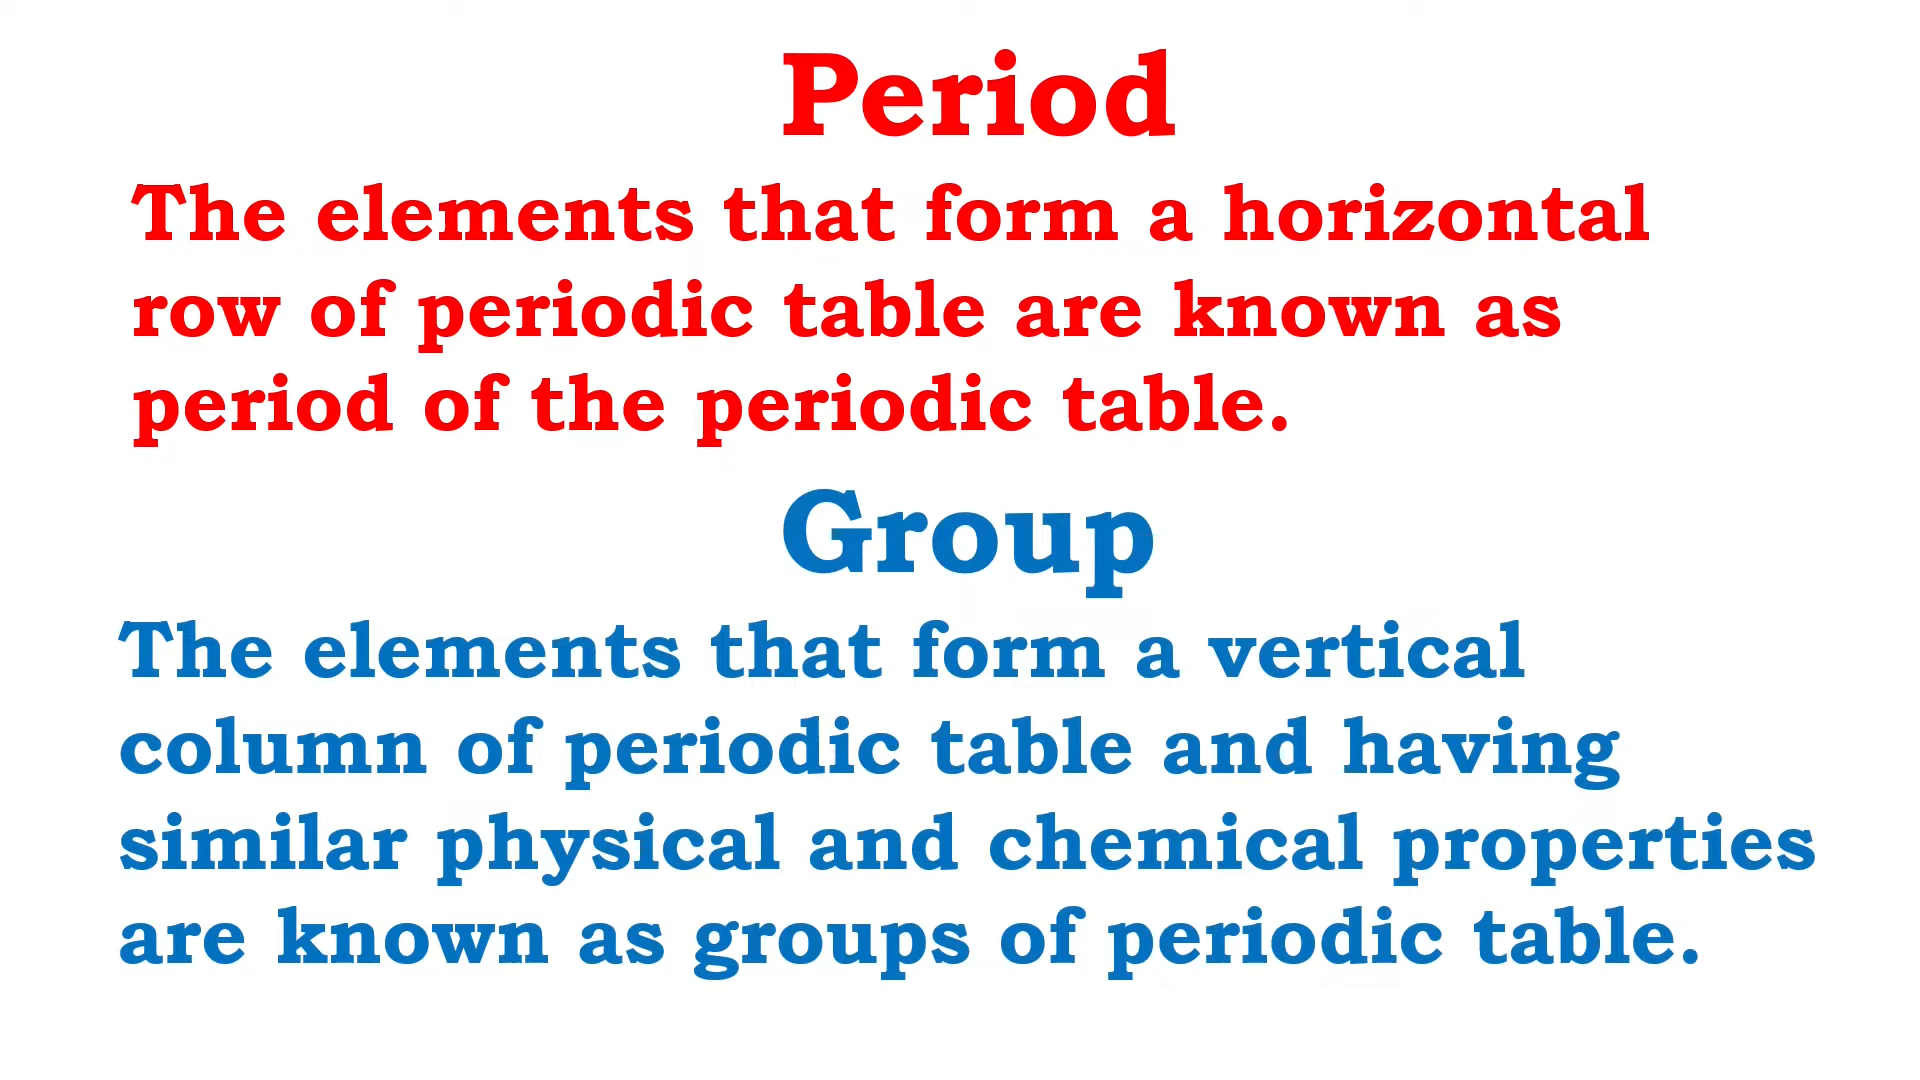 Period
The elements that form a horizontal
row of periodic table are known as
period of the periodic table.
Group
The elements that form a vertical
column of periodic table and having
similar physical and chemical properties
are known as groups of periodic table.